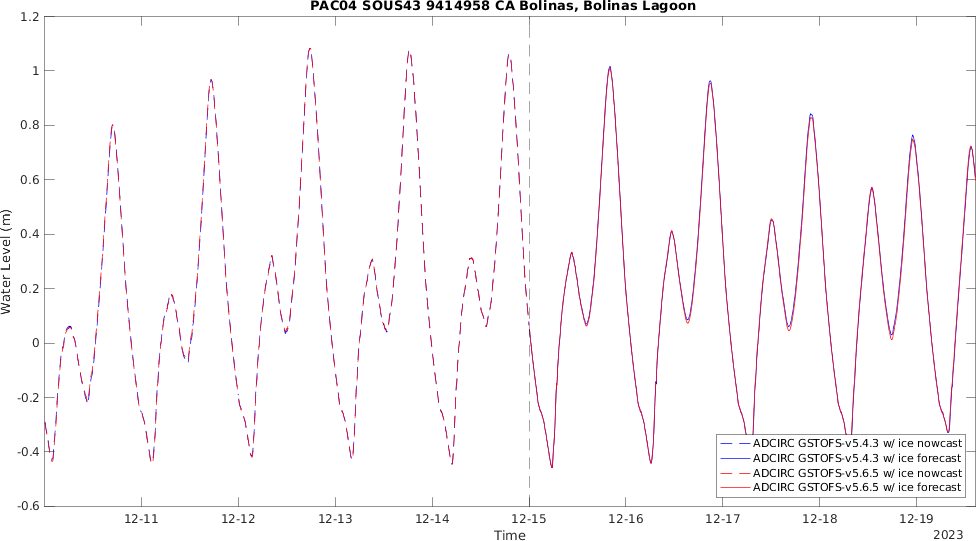 PAC04 SOUS43 9414958 CA Bolinas, Bolinas Lagoon
1.2
1
0.8
0.6
0.4
0.2
0
-0.2
-0.4
-0.6
Water Level (m)
12-11 12-12 12-13 12-14 12-15 12-16 12-17 12-18 12-19
Time
2023
ADCIRC GSTOFS-v5.4.3 w/ ice nowcast
ADCIRC GSTOFS-v5.4.3 w/ ice forecast
ADCIRC GSTOFS-v5.6.5 w/ ice nowcast
ADCIRC GSTOFS-v5.6.5 w/ ice forecast